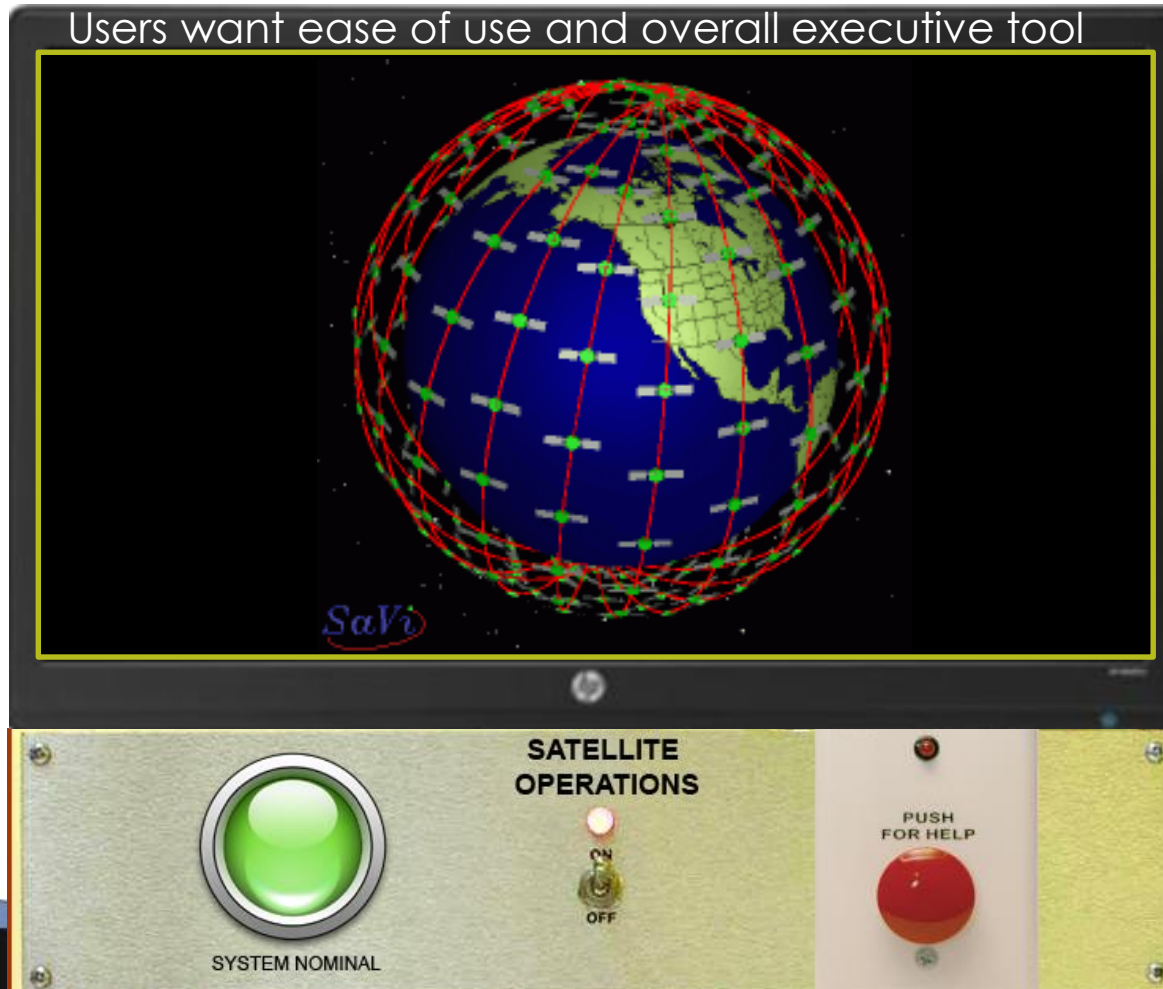 Users want ease of use and overall executive tool
SaVi
hp
SATELLITE
OPERATIONS
ON
OFF
SYSTEM NOMINAL
PUSH
FOR HELP